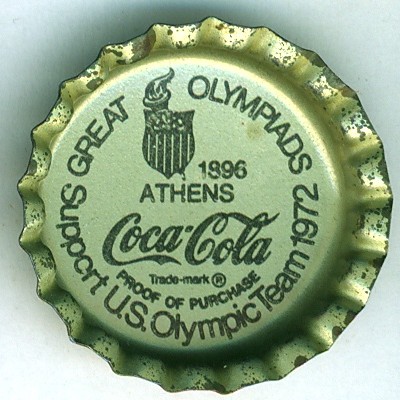 GREAT OLYMPIADS
1896
ATHENS
Coca-Cola
Trade-mark ®
PROOF OF PURCHASE
Support U.S. Olympic Team 1972